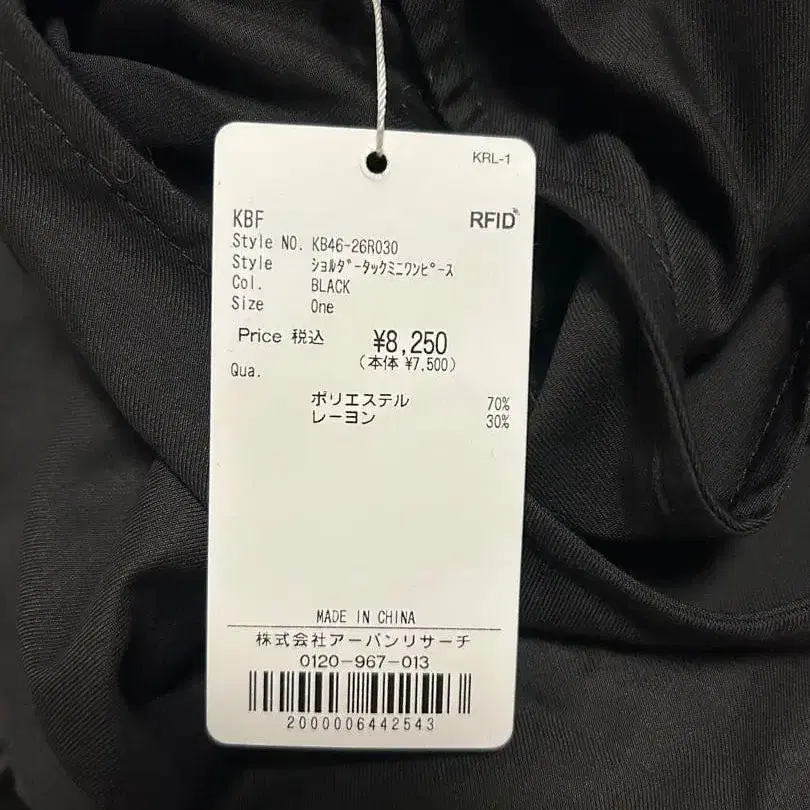 KRL-1
KBF
RFID
Style NO. KB46-26R030
Style ｼｮﾙﾀﾞｰﾀｯｸﾐﾆﾜﾝﾋﾟｰｽ
Col. BLACK
Size One
Price 税込 ¥8,250
(本体 ¥7,500)
Qua.
ポリエステル 70%
レーヨン 30%
MADE IN CHINA
株式会社アーバンリサーチ
0120-967-013
2000006442543